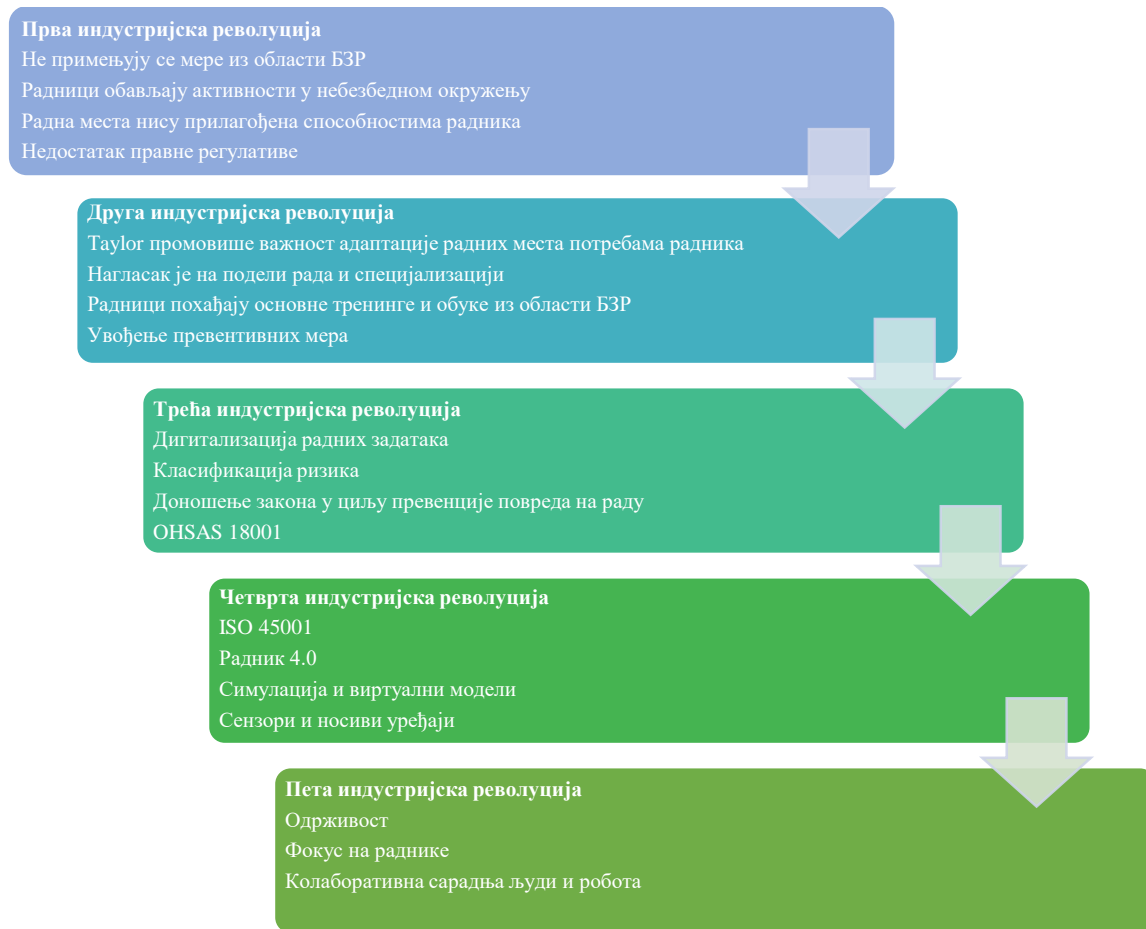 Прва индустријска револуција
Не примењују се мере из области БЗР
Радници обављају активности у небезбедном окружењу
Радна места нису прилагођена способностима радника
Недостатак правне регулативе
Друга индустријска револуција
Taylor промовише важност адаптације радних места потребама радника
Нагласак је на подели рада и специјализацији
Радници похађају основне тренинге и обуке из области БЗР
Увођење превентивних мера
Трећа индустријска револуција
Дигитализација радних задатака
Класификација ризика
Доношење закона у циљу превенције повреда на раду
OHSAS 18001
Четврта индустријска револуција
ISO 45001
Радник 4.0
Симулација и виртуални модели
Сензори и носиви уређаји
Пета индустријска револуција
Одрживост
Фокус на раднике
Колаборативна сарадња људи и робота